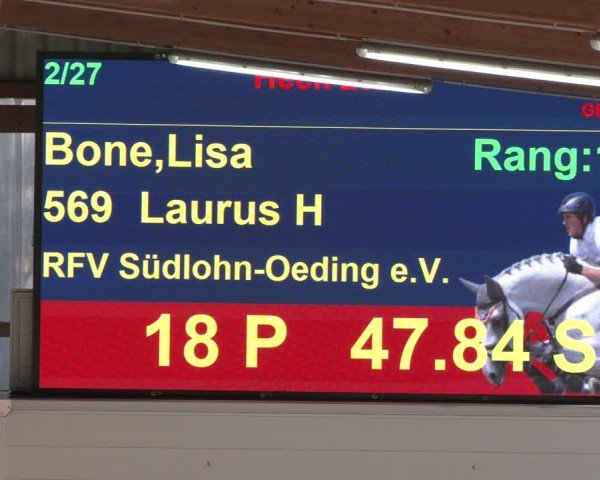 2/27
Bone,Lisa Rang:
569 Laurus H
RFV Südlohn-Oeding e.V.
18 P 47.84 S